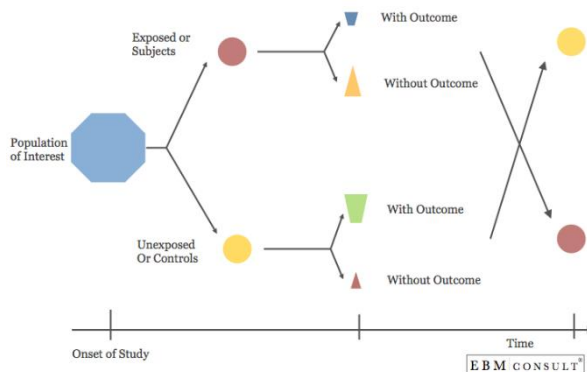 Exposed or
Subjects
With Outcome
Without Outcome
Population
of Interest
With Outcome
Unexposed
Or Controls
Without Outcome
Onset of Study
Time
EBM CONSULT®